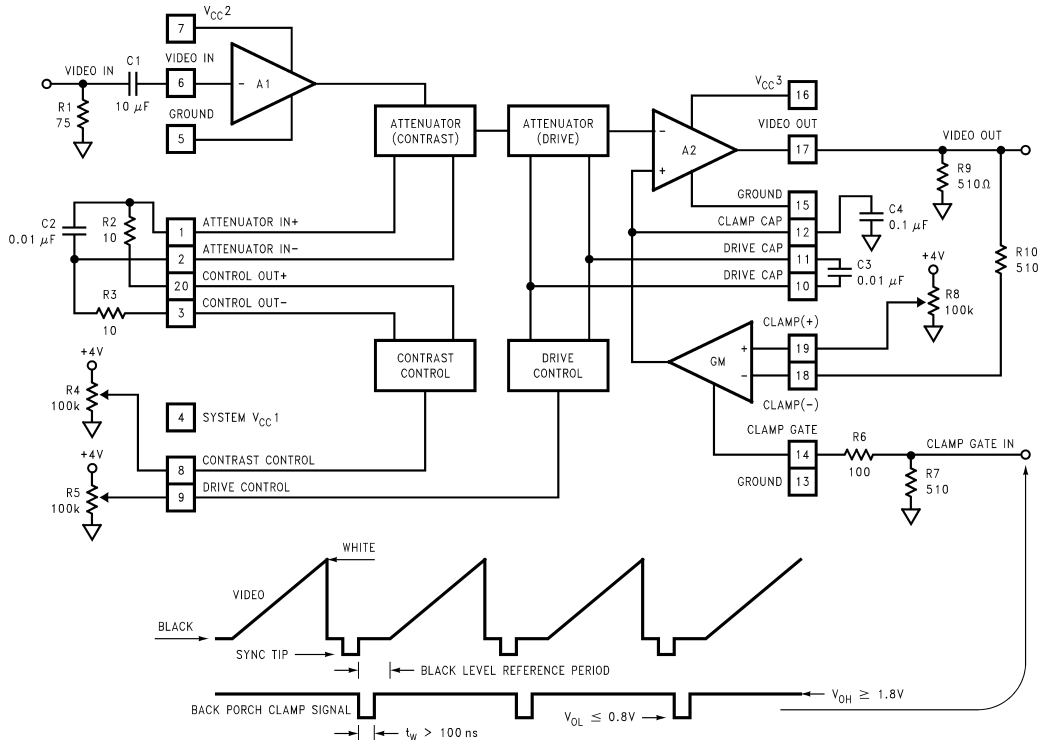 7
V_CC2
VIDEO IN
C1
10 μF
R1
75
6
VIDEO IN
GROUND
5
−
A1
ATTENUATOR
(CONTRAST)
ATTENUATOR
(DRIVE)
−
+
A2
V_CC3
16
VIDEO OUT
17
VIDEO OUT
R9
510Ω
GROUND
15
CLAMP CAP
12
C4
0.1 μF
DRIVE CAP
11
DRIVE CAP
10
C3
0.01 μF
R10
510
+4V
R8
100k
C2
0.01 μF
R2
10
R3
10
1
ATTENUATOR IN+
2
ATTENUATOR IN−
20
CONTROL OUT+
3
CONTROL OUT−
CONTRAST
CONTROL
DRIVE
CONTROL
GM
+
−
CLAMP(+)
19
18
CLAMP(−)
+4V
R4
100k
4
SYSTEM V_CC1
+4V
R5
100k
8
CONTRAST CONTROL
9
DRIVE CONTROL
CLAMP GATE
14
GROUND
13
R6
100
R7
510
CLAMP GATE IN
WHITE
VIDEO
BLACK
SYNC TIP
BLACK LEVEL REFERENCE PERIOD
BACK PORCH CLAMP SIGNAL
V_OL ≤ 0.8V
V_OH ≥ 1.8V
t_W > 100 ns